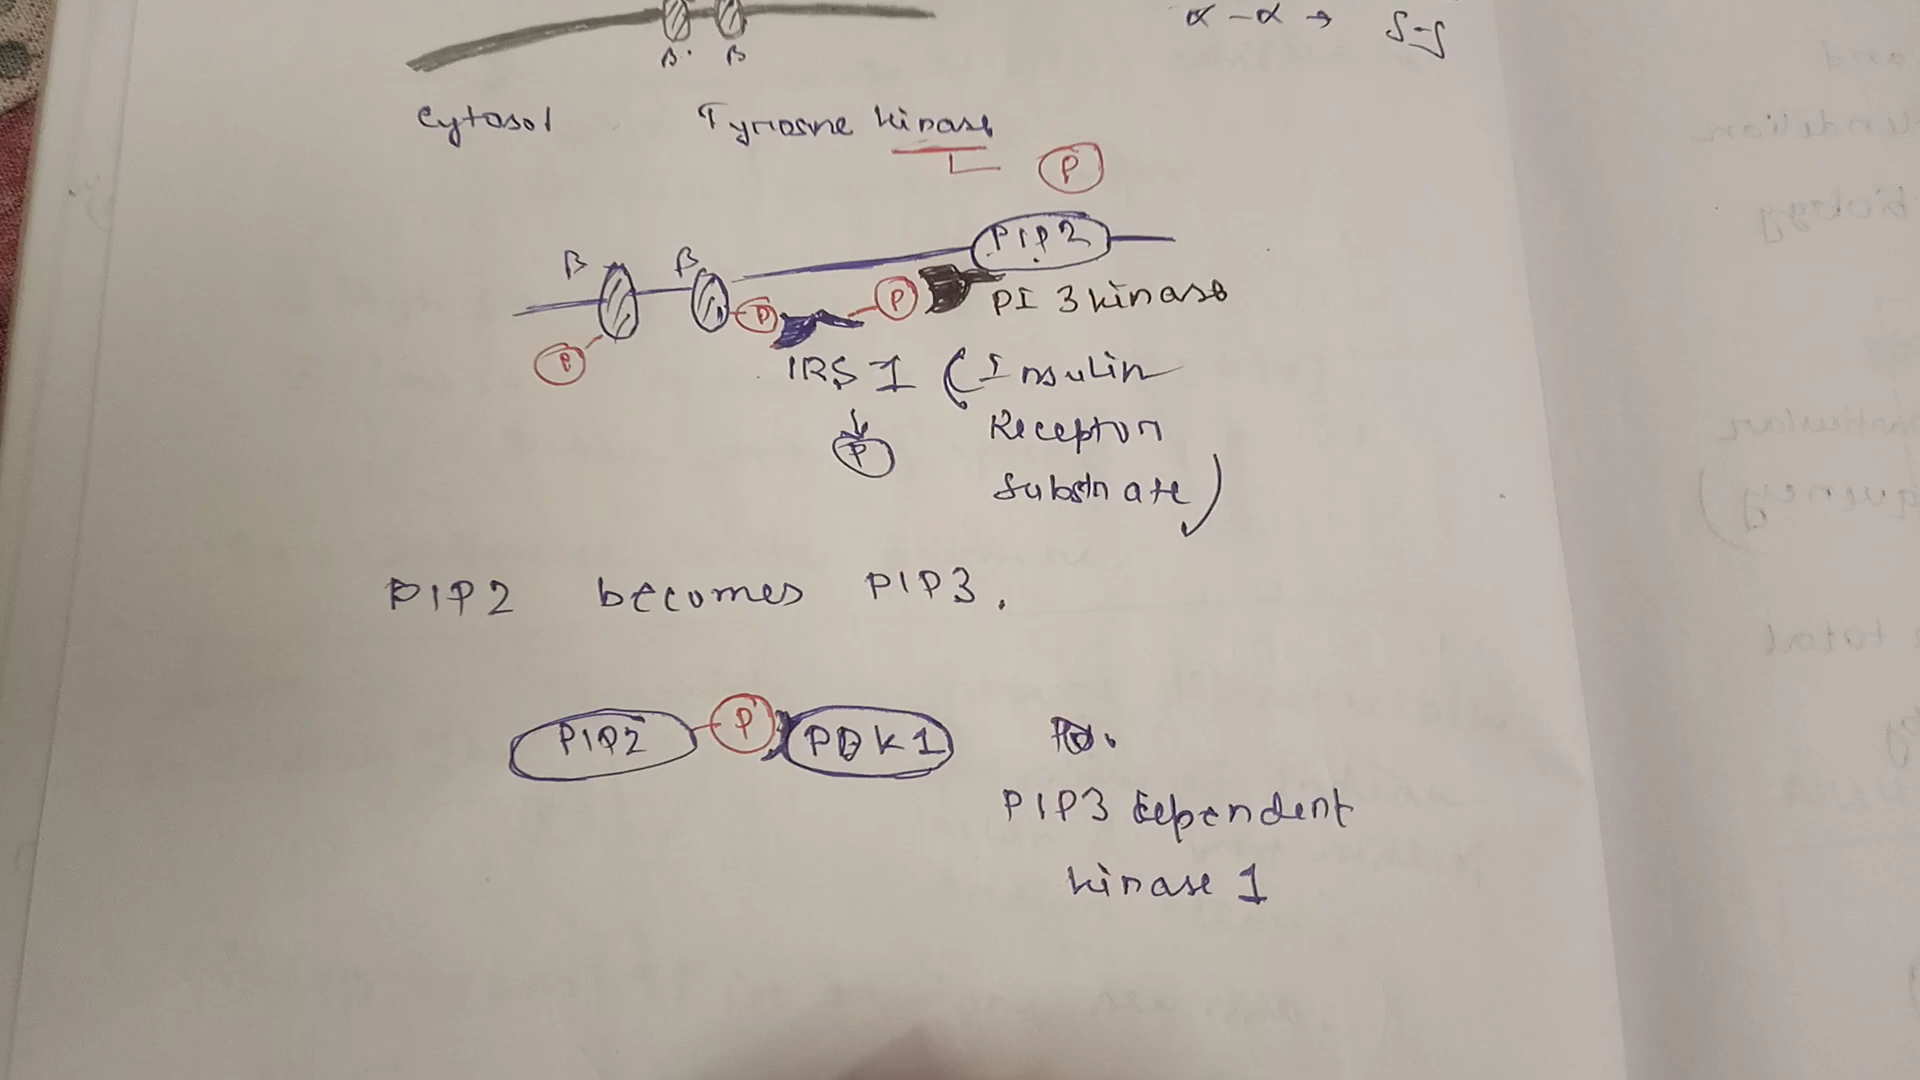 α - α → S-S
B B
Cytosol Tyrosine kinase
P
B B PIP2
P P PI 3 kinase
P
IRS 1 (Insulin
Receptor
P
Substrate)
PIP2 becomes PIP3.
PIP2 P PDK1
PIP3 dependent
kinase 1